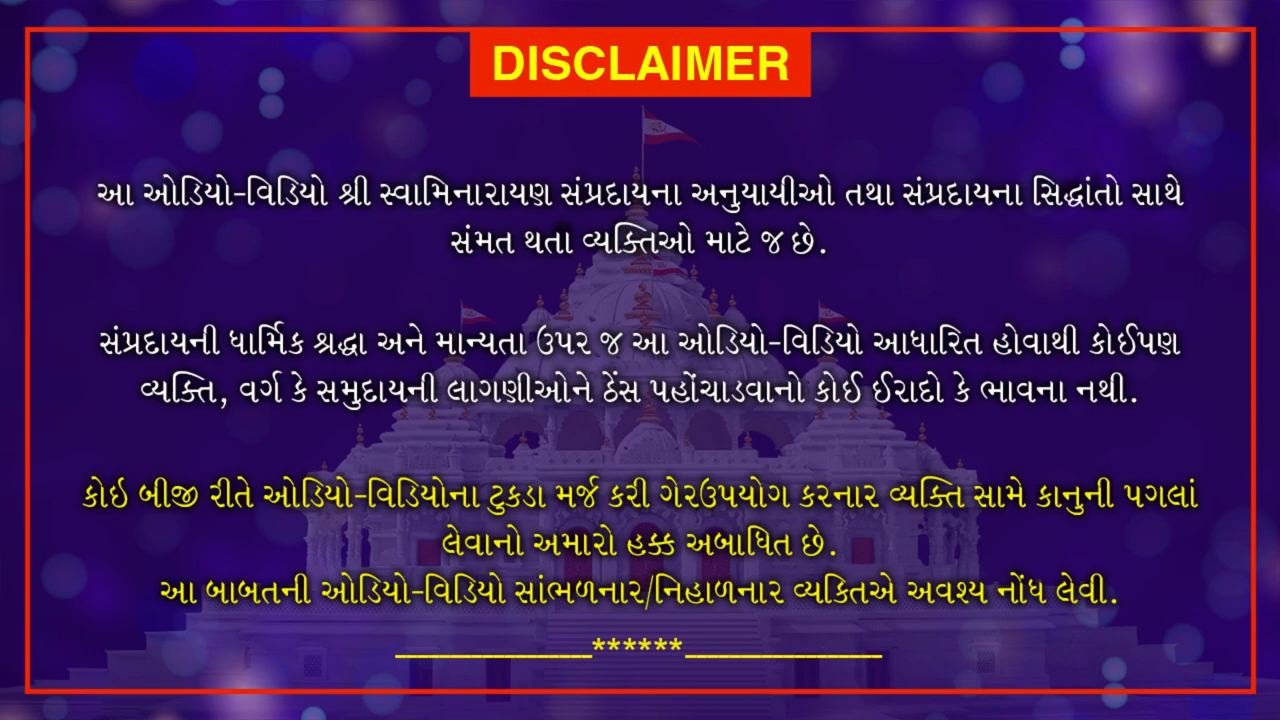 DISCLAIMER
આ ઓડિયો-વિડિયો શ્રી સ્વામિનારાયણ સંપ્રદાયના અનુયાયીઓ તથા સંપ્રદાયના સિદ્ધાંતો સાથે
સંમત થતા વ્યક્તિઓ માટે જ છે.
સંપ્રદાયની ધાર્મિક શ્રદ્ધા અને માન્યતા ઉપર જ આ ઓડિયો-વિડિયો આધારિત હોવાથી કોઈપણ
વ્યક્તિ, વર્ગ કે સમુદાયની લાગણીઓને ઠેંસ પહોંચાડવાનો કોઈ ઈરાદો કે ભાવના નથી.
કોઇ બીજી રીતે ઓડિયો-વિડિયોના ટુકડા મર્જ કરી ગેરઉપયોગ કરનાર વ્યક્તિ સામે કાનુની પગલાં
લેવાનો અમારો હક્ક અબાધિત છે.
આ બાબતની ઓડિયો-વિડિયો સાંભળનાર/નિહાળનાર વ્યકિતએ અવશ્ય નોંધ લેવી.
_______________******_______________